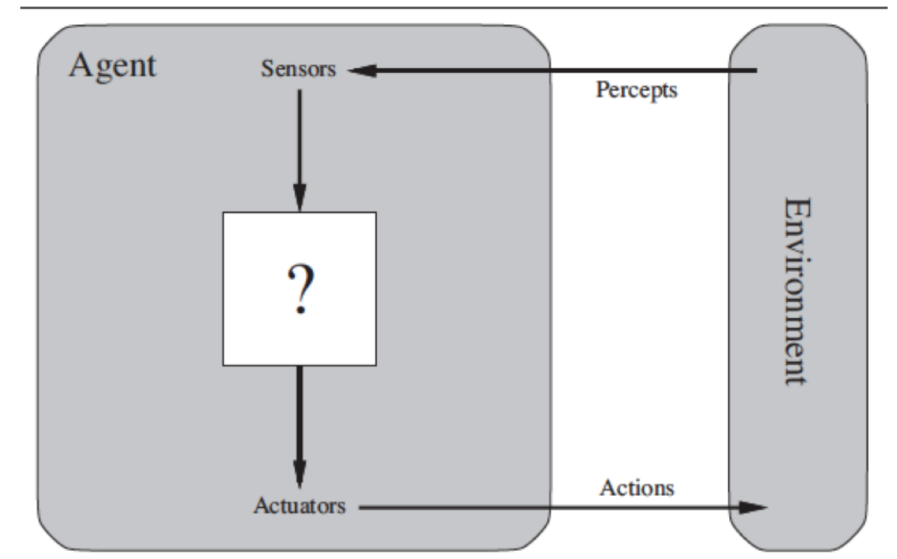 Agent
Sensors
Percepts
Environment
?
Actuators
Actions